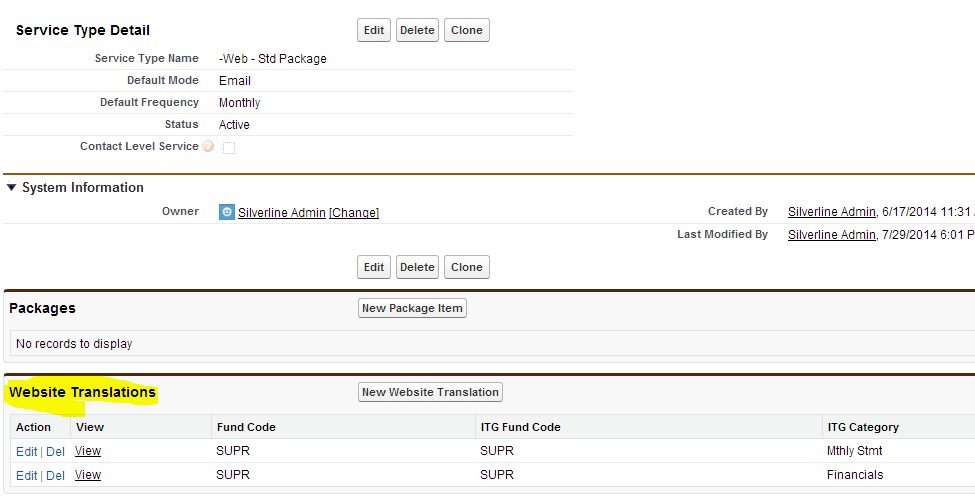 Service Type Detail Edit Delete Clone
Service Type Name -Web - Std Package
Default Mode Email
Default Frequency Monthly
Status Active
Contact Level Service ?
System Information
Owner Silverline Admin [Change] Created By Silverline Admin, 6/17/2014 11:31
Last Modified By Silverline Admin, 7/29/2014 6:01 P
Edit Delete Clone
Packages New Package Item
No records to display
Website Translations New Website Translation
Action View Fund Code ITG Fund Code ITG Category
Edit | Del View SUPR SUPR Mthly Stmt
Edit | Del View SUPR SUPR Financials